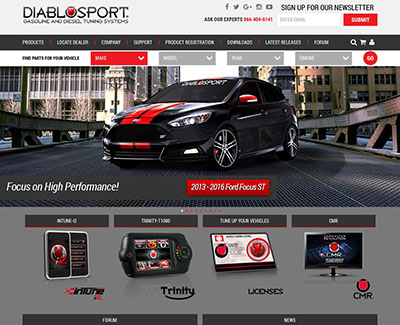 DIABLOSPORT
GASOLINE AND DIESEL TUNING SYSTEMS
SIGN UP FOR OUR NEWSLETTER
ASK OUR EXPERTS 866-404-6141
ENTER EMAIL
SUBMIT
PRODUCTS
LOCATE DEALER
COMPANY
SUPPORT
PRODUCT REGISTRATION
DOWNLOADS
LATEST RELEASES
FORUM
FIND PARTS FOR YOUR VEHICLE
MAKE
MODEL
YEAR
ENGINE
GO
DIABLOSPORT
Focus on High Performance!
2013 - 2016 Ford Focus ST
INTUNE-I2
TRINITY-T1000
TUNE UP YOUR VEHICLES
CMR
CMR
inTune i2
Trinity
LICENSES
CMR
FORUM
NEWS